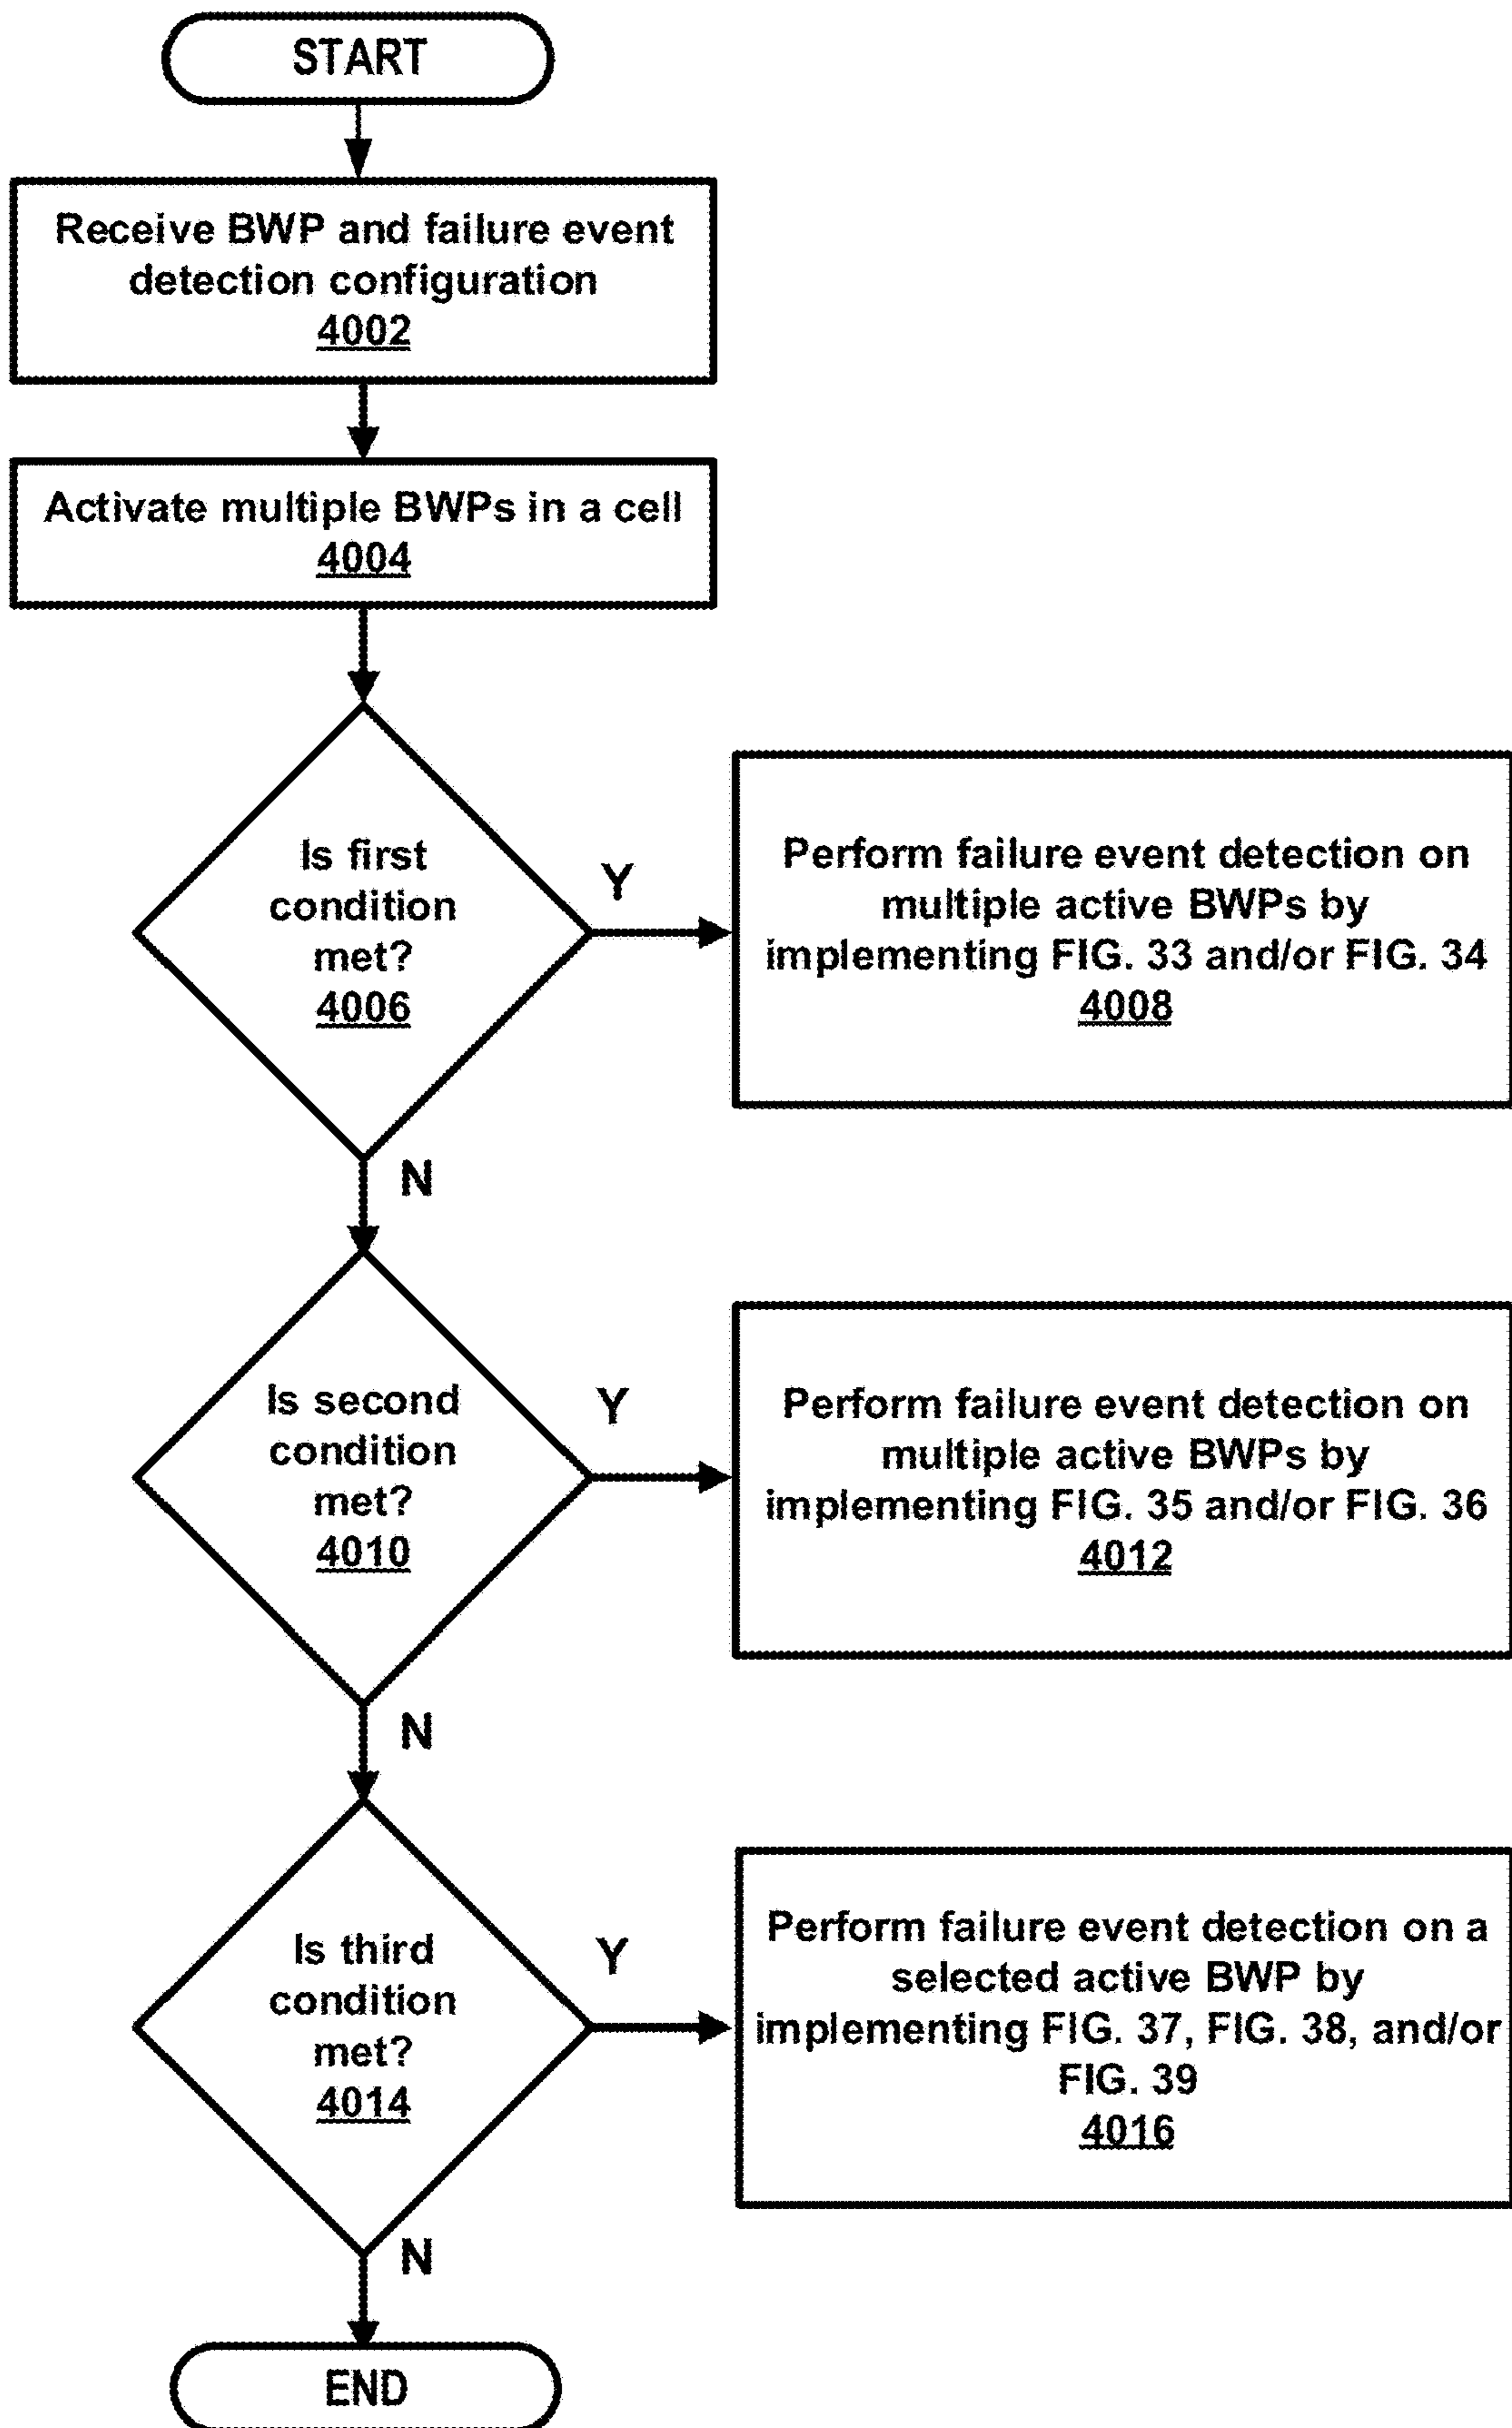 START
Receive BWP and failure event
detection configuration
4002
Activate multiple BWPs in a cell
4004
Is first
condition
met?
4006
Y
Perform failure event detection on
multiple active BWPs by
implementing FIG. 33 and/or FIG. 34
4008
N
Is second
condition
met?
4010
Y
Perform failure event detection on
multiple active BWPs by
implementing FIG. 35 and/or FIG. 36
4012
N
Is third
condition
met?
4014
Y
Perform failure event detection on a
selected active BWP by
implementing FIG. 37, FIG. 38, and/or
FIG. 39
4016
N
END